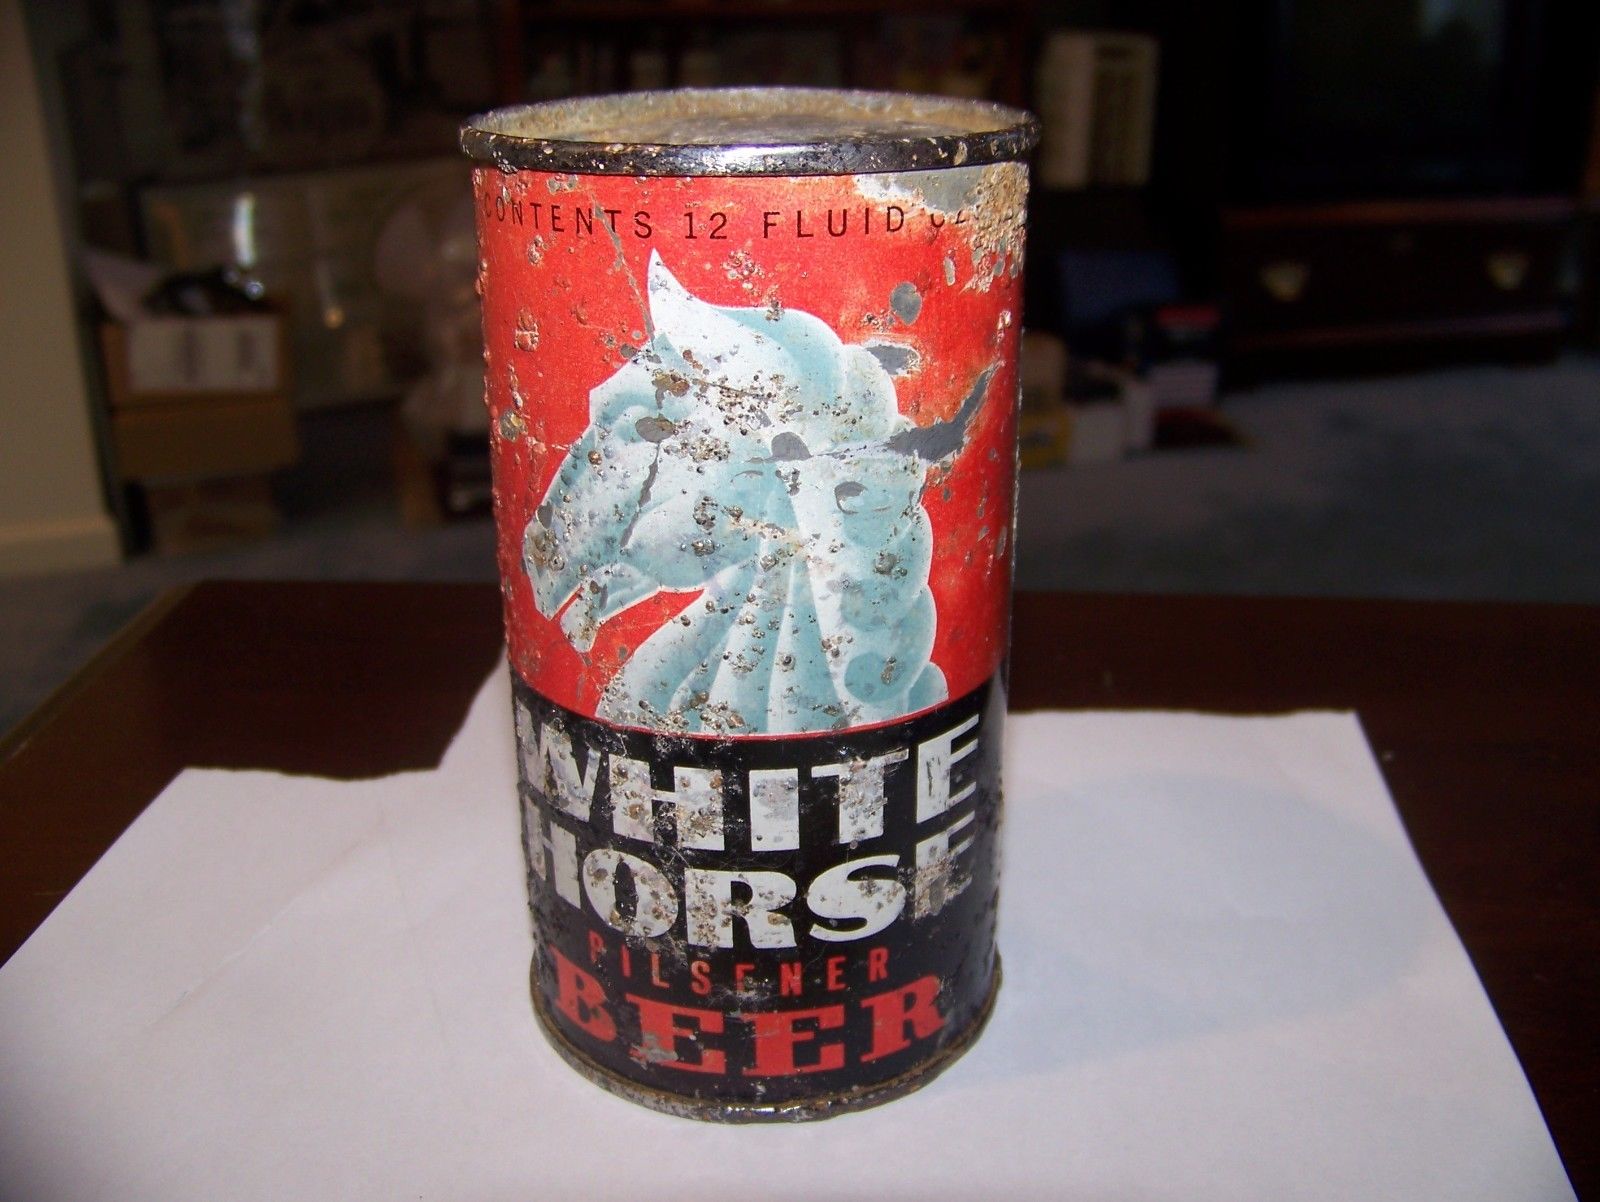 CONTENTS 12 FLUID
WHITE
HORSE
PILSENER
BEER